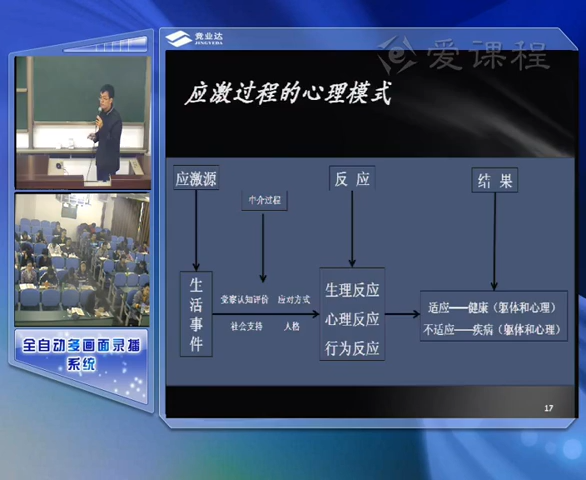 竞业达
JINGYEDA
爱课程
应激过程的心理模式
应激源
中介过程
反 应
结 果
生活事件
觉察认知评价 应对方式
社会支持 人格
生理反应
心理反应
行为反应
适应——健康（躯体和心理）
不适应——疾病（躯体和心理）
全自动多画面录播
系统
17